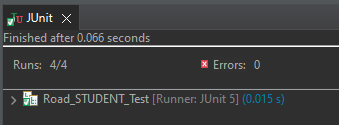 JUnit
Finished after 0.066 seconds
Runs: 4/4 Errors: 0
Road_STUDENT_Test [Runner: JUnit 5] (0.015 s)